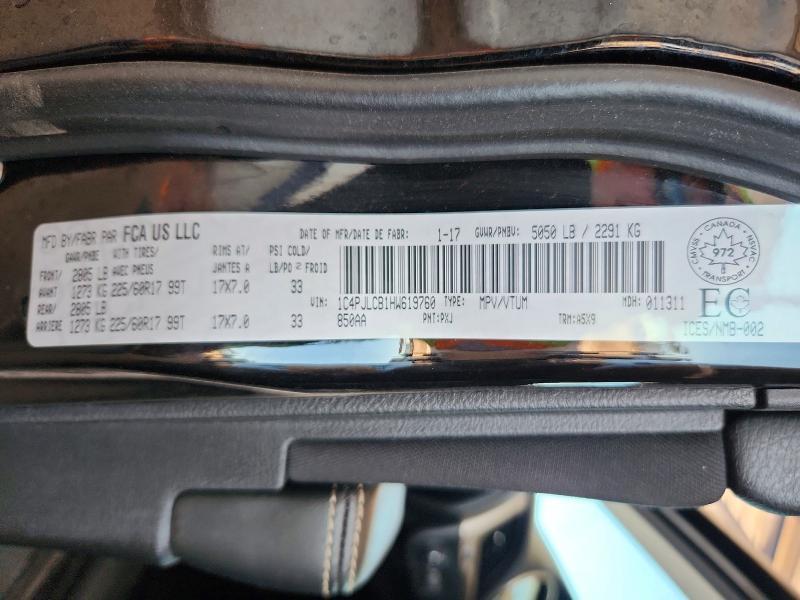 MFD BY/FABR PAR FCA US LLC DATE OF MFR/DATE DE FABR: 1-17 GVWR/PNBV: 5050 LB / 2291 KG
GAWR/PNBE WITH TIRES/ RIMS AT/ PSI COLD/
FRONT/ 2805 LB AVEC PNEUS JANTES A LB/PO 2 FROID
AVANT 1273 KG 225/60R17 99T 17X7.0 33
REAR/ 2805 LB
ARRIERE 1273 KG 225/60R17 99T 17X7.0 33
VIN: 1C4PJLCB1HW619760 TYPE: MPV/VTUM MDH: 011311
850AA PNT:PXJ TRM:A5X9
CANADA
CMVSS 972 NSVAC
8
TRANSPORT
EC
ICES/NMB-002